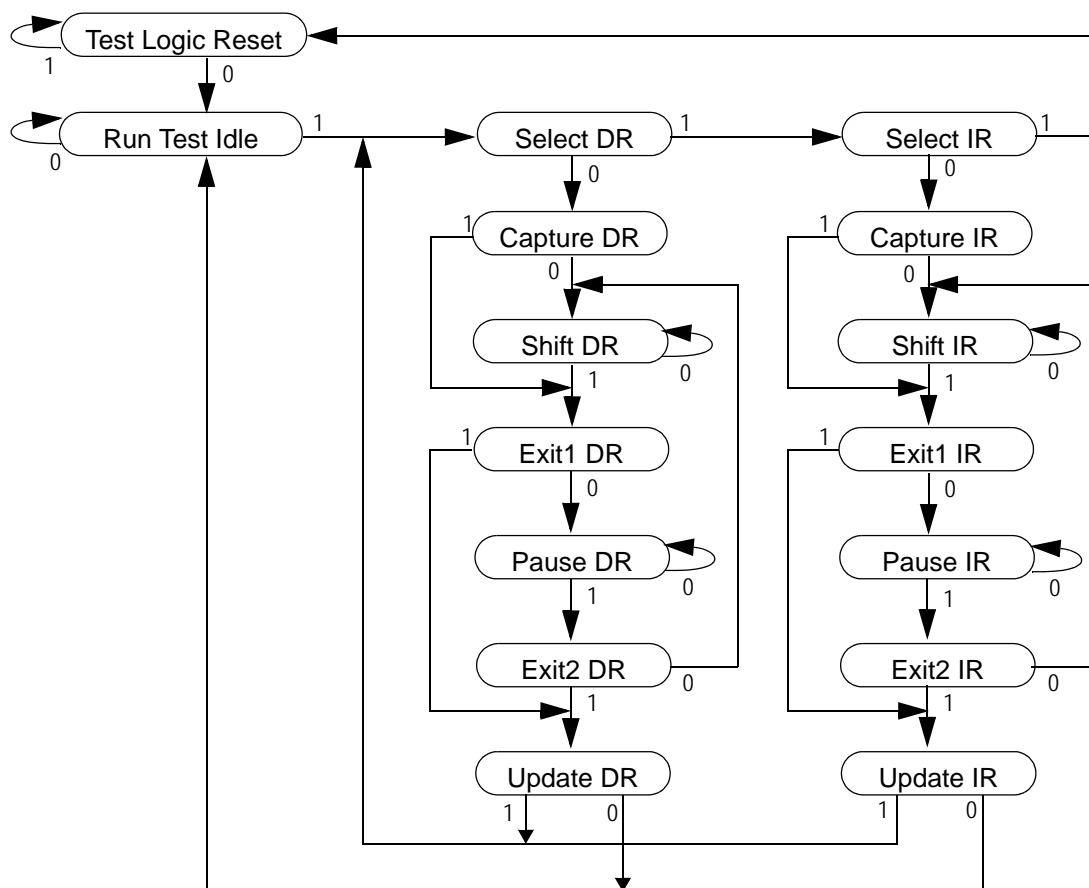 Test Logic Reset
1
0
Run Test Idle
1
0
Select DR
1
0
Select IR
1
0
1
Capture DR
0
1
Capture IR
0
Shift DR
0
1
Shift IR
0
1
1
Exit1 DR
0
1
Exit1 IR
0
Pause DR
0
1
Pause IR
0
1
Exit2 DR
0
1
Exit2 IR
0
1
Update DR
1
0
Update IR
1
0